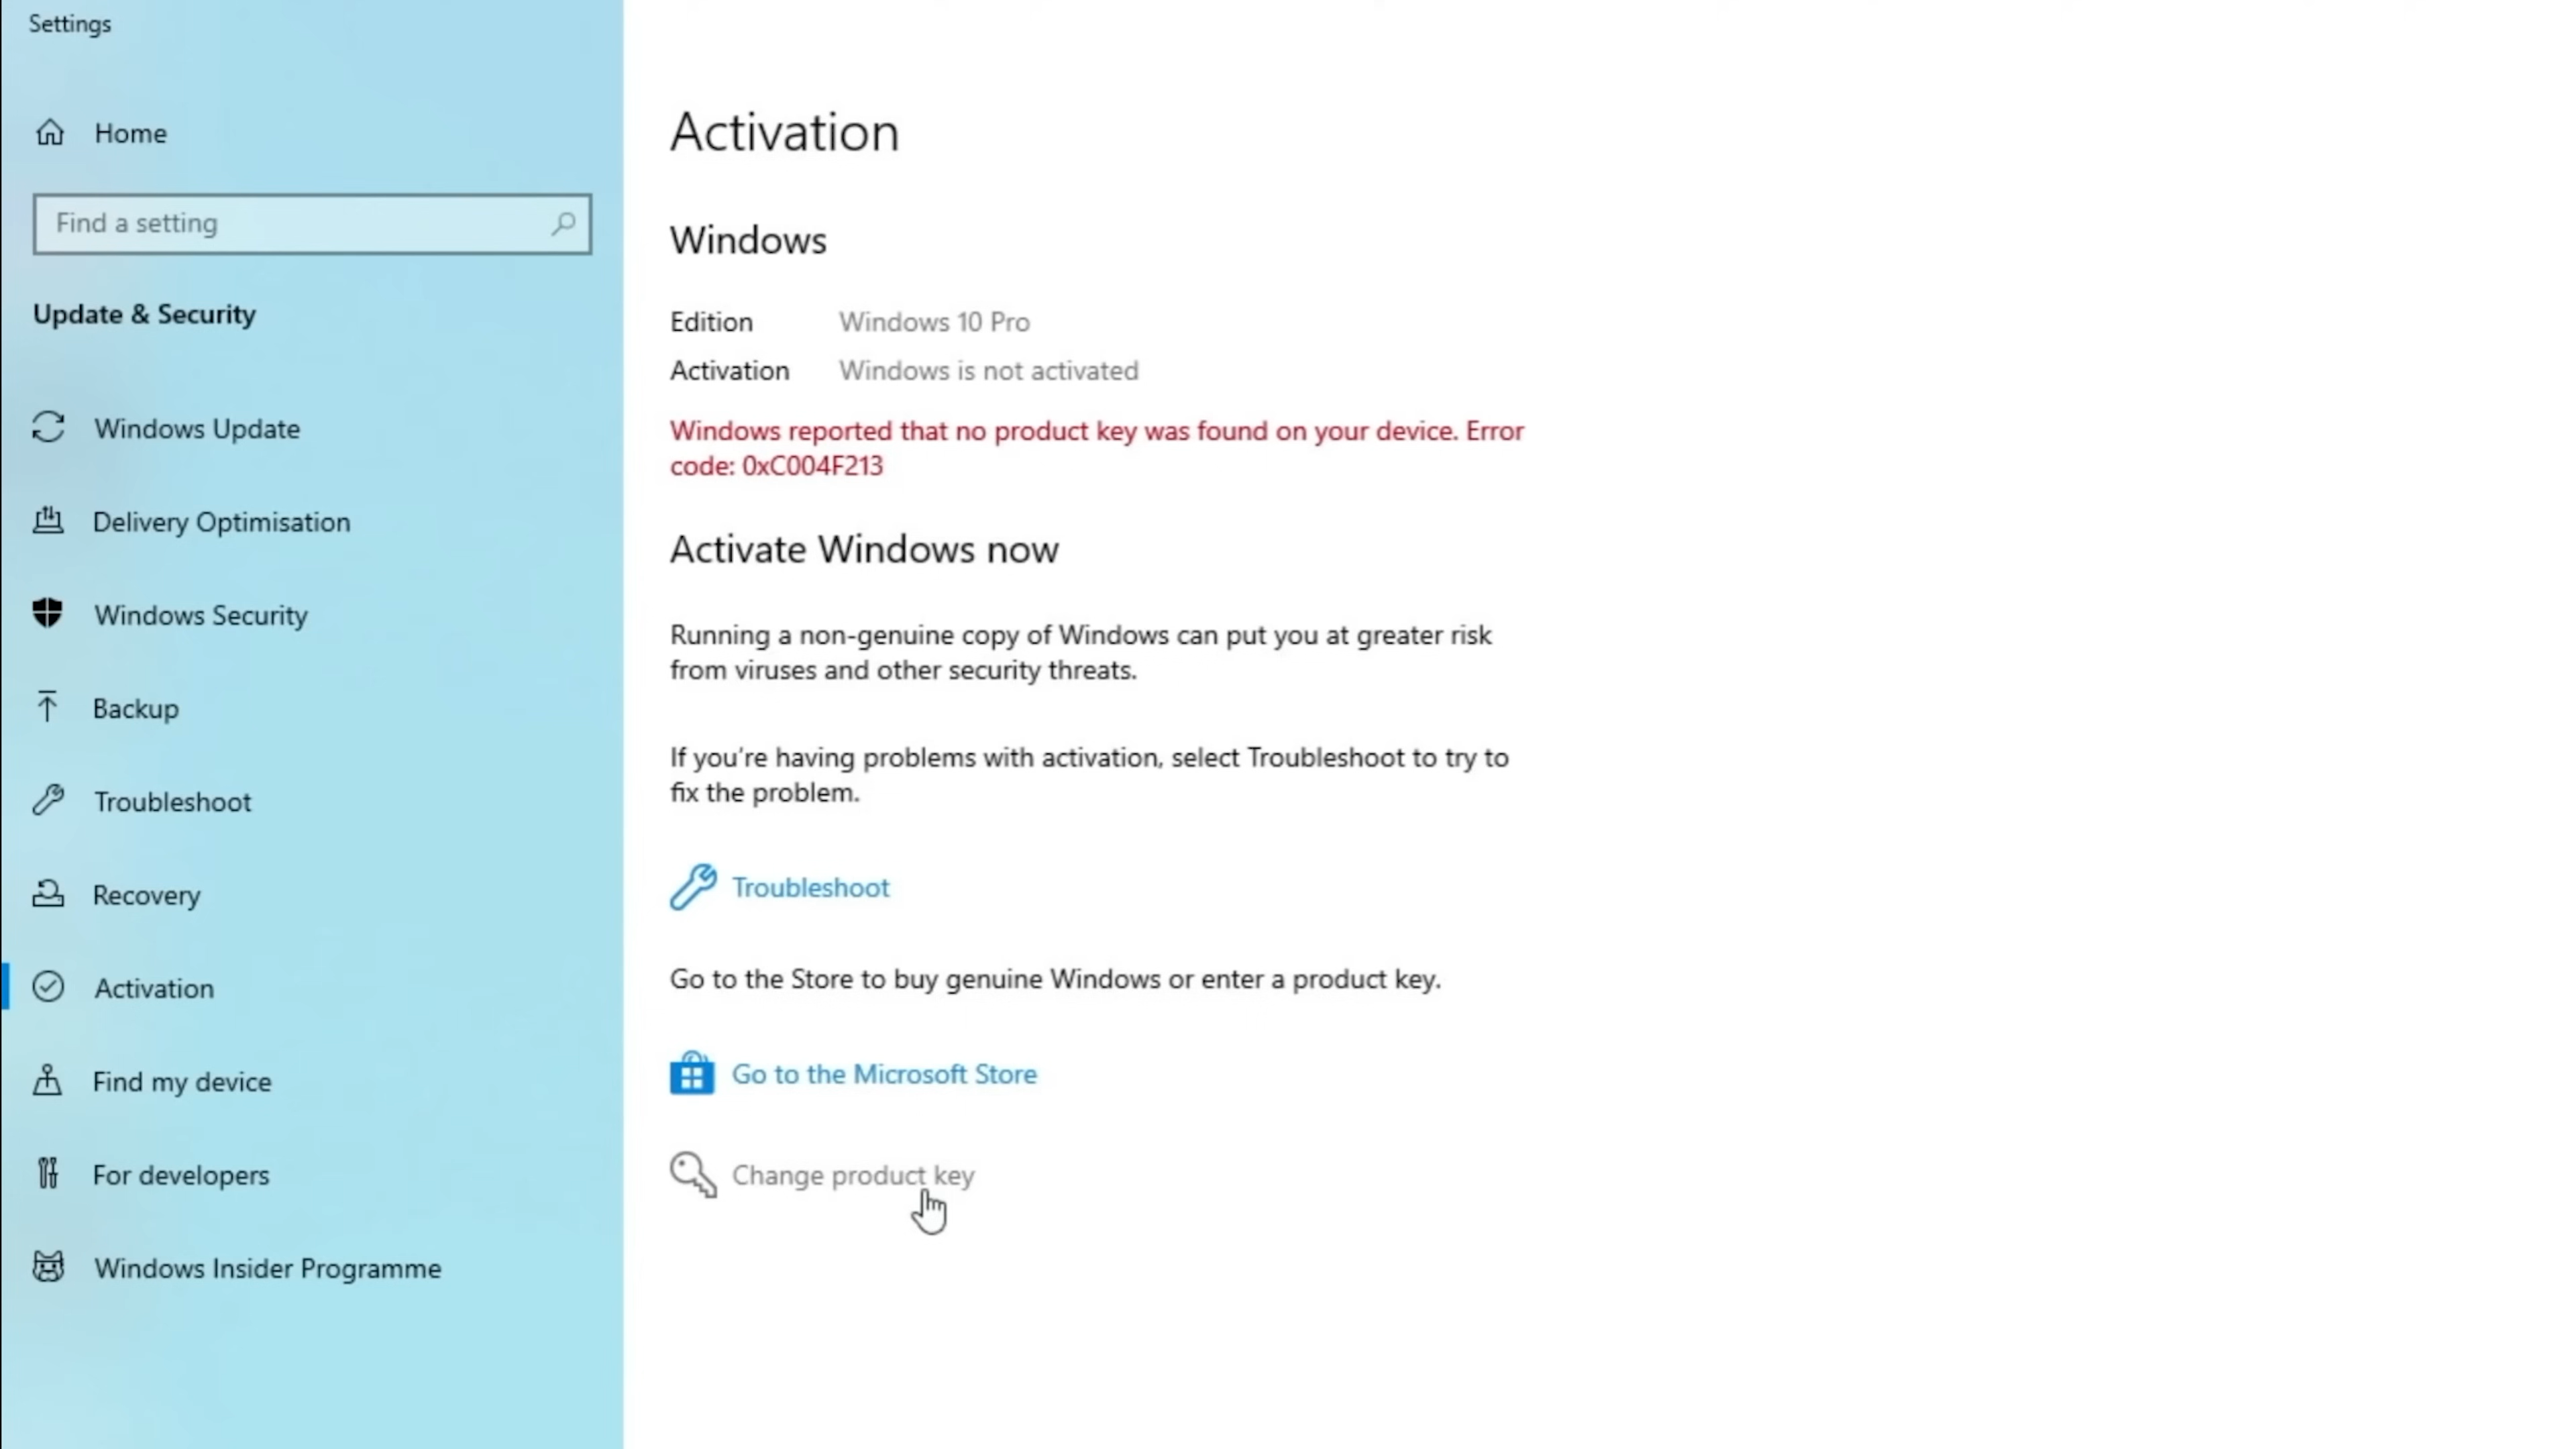 Settings
Home
Find a setting
Update & Security
Windows Update
Delivery Optimisation
Windows Security
Backup
Troubleshoot
Recovery
Activation
Find my device
For developers
Windows Insider Programme
Activation
Windows
Edition Windows 10 Pro
Activation Windows is not activated
Windows reported that no product key was found on your device. Error
code: 0xC004F213
Activate Windows now
Running a non-genuine copy of Windows can put you at greater risk
from viruses and other security threats.
If you're having problems with activation, select Troubleshoot to try to
fix the problem.
Troubleshoot
Go to the Store to buy genuine Windows or enter a product key.
Go to the Microsoft Store
Change product key